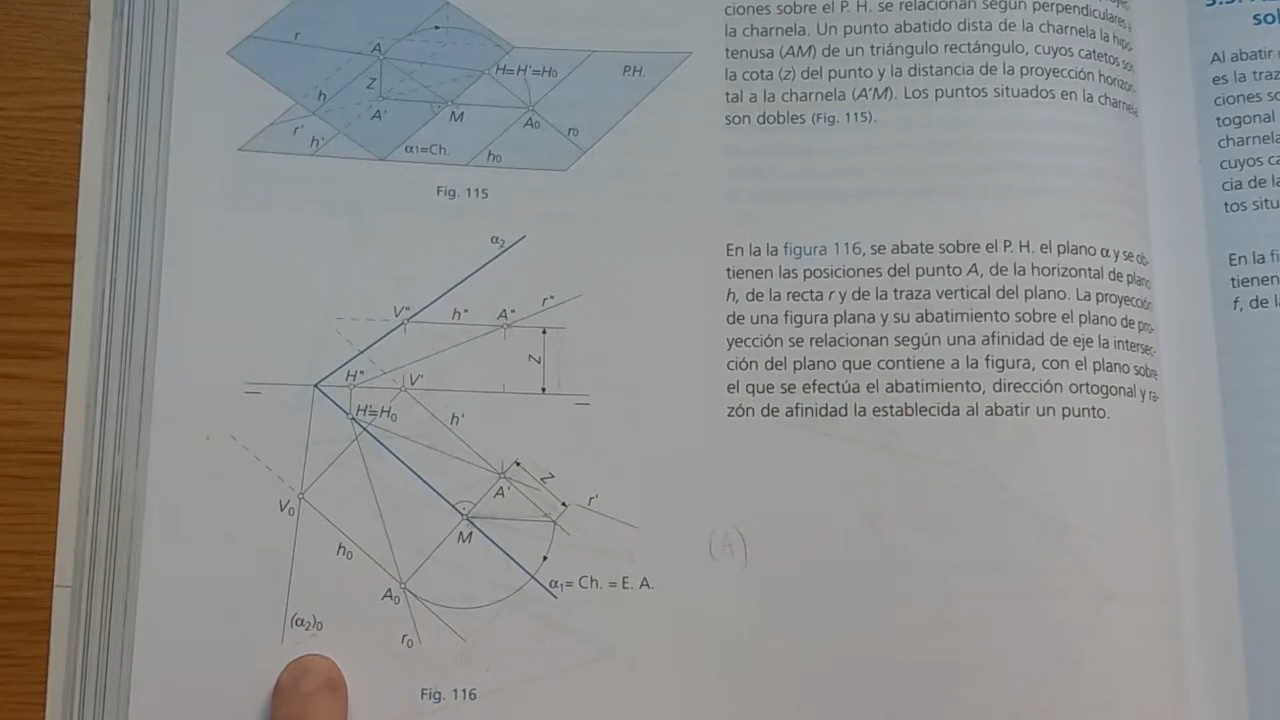 ciones sobre el P. H. se relacionan según perpendiculares a
la charnela. Un punto abatido dista de la charnela la hipo-
tenusa (AM) de un triángulo rectángulo, cuyos catetos son
la cota (z) del punto y la distancia de la proyección horizon-
tal a la charnela (A'M). Los puntos situados en la charnela
son dobles (Fig. 115).
r
A
H=H'=H₀
P.H.
Z
h
A'
M
A₀
r₀
r'
h'
α₁=Ch.
h₀
Fig. 115
En la la figura 116, se abate sobre el P. H. el plano α y se ob-
tienen las posiciones del punto A, de la horizontal de plano
h, de la recta r y de la traza vertical del plano. La proyección
de una figura plana y su abatimiento sobre el plano de pro-
yección se relacionan según una afinidad de eje la intersec-
ción del plano que contiene a la figura, con el plano sobre
el que se efectúa el abatimiento, dirección ortogonal y ra-
zón de afinidad la establecida al abatir un punto.
α₂
V"
h"
A"
r"
Z
H"
V'
H'=H₀
h'
A'
Z
r'
V₀
M
h₀
A₀
α₁= Ch. = E. A.
(α₂)₀
r₀
(A)
Fig. 116
sol
Al abatir
es la traz
ciones so
togonal
charnela
cuyos ca
cia de la
tos situ
En la fi
tienen
f, de l